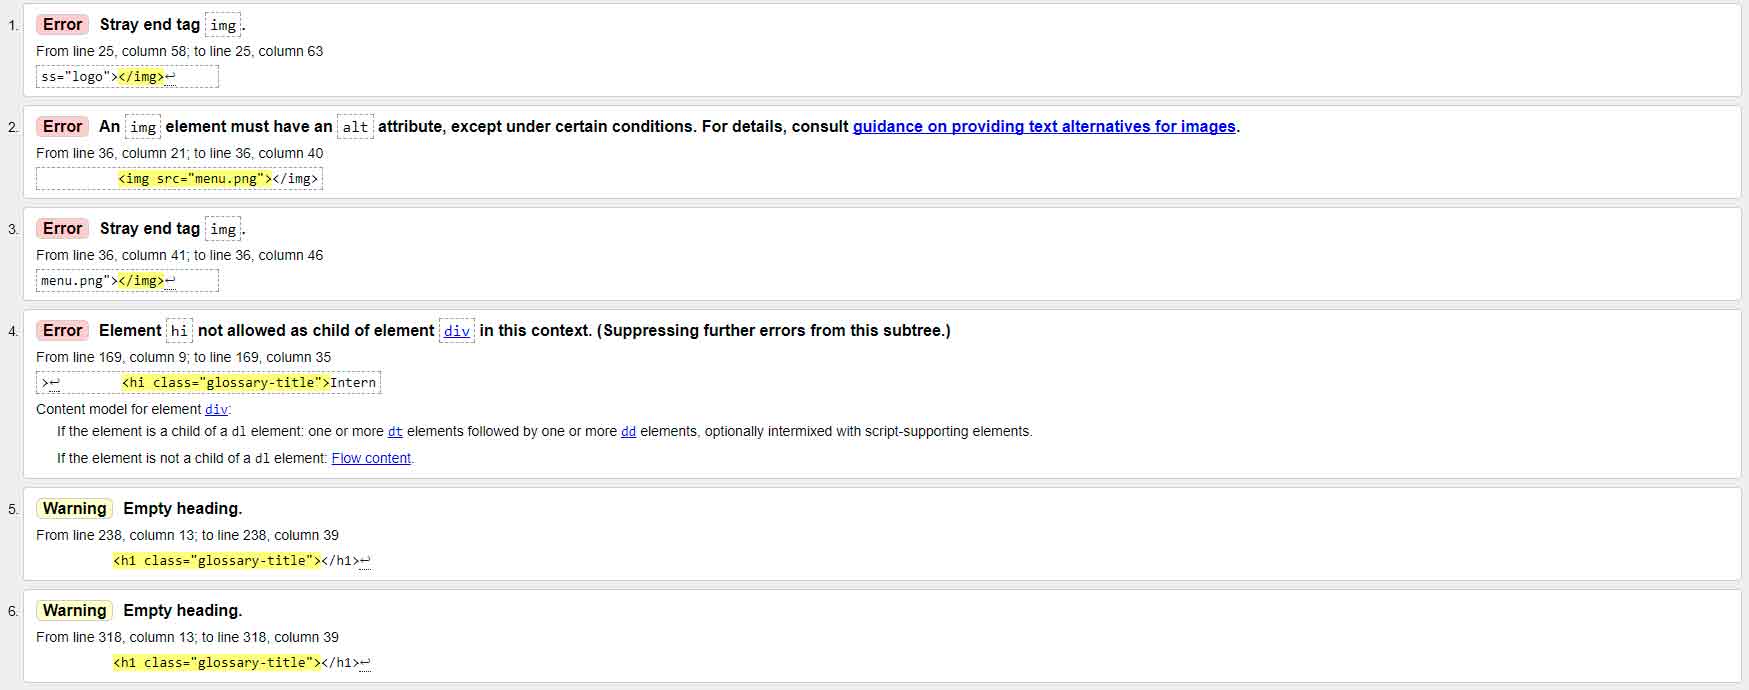 1. Error Stray end tag img.
From line 25, column 58; to line 25, column 63
ss="logo"></img>↩
2. Error An img element must have an alt attribute, except under certain conditions. For details, consult guidance on providing text alternatives for images.
From line 36, column 21; to line 36, column 40
<img src="menu.png"></img>
3. Error Stray end tag img.
From line 36, column 41; to line 36, column 46
menu.png"></img>↩
4. Error Element hi not allowed as child of element div in this context. (Suppressing further errors from this subtree.)
From line 169, column 9; to line 169, column 35
>↩ <hi class="glossary-title">Intern
Content model for element div:
If the element is a child of a dl element: one or more dt elements followed by one or more dd elements, optionally intermixed with script-supporting elements.
If the element is not a child of a dl element: Flow content.
5. Warning Empty heading.
From line 238, column 13; to line 238, column 39
<h1 class="glossary-title"></h1>↩
6. Warning Empty heading.
From line 318, column 13; to line 318, column 39
<h1 class="glossary-title"></h1>↩